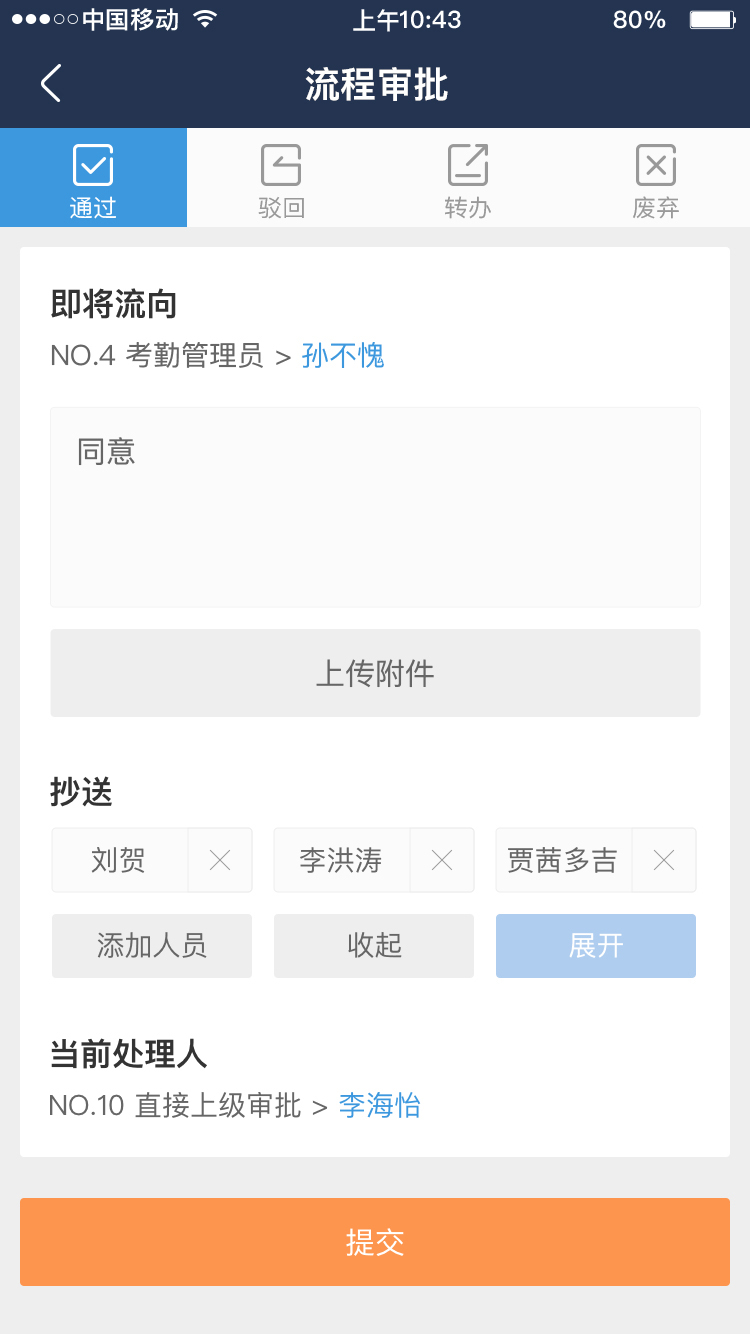 中国移动 上午10:43 80%
流程审批
通过 驳回 转办 废弃
即将流向
NO.4 考勤管理员 > 孙不愧
同意
上传附件
抄送
刘贺 李洪涛 贾茜多吉
添加人员 收起 展开
当前处理人
NO.10 直接上级审批 > 李海怡
提交